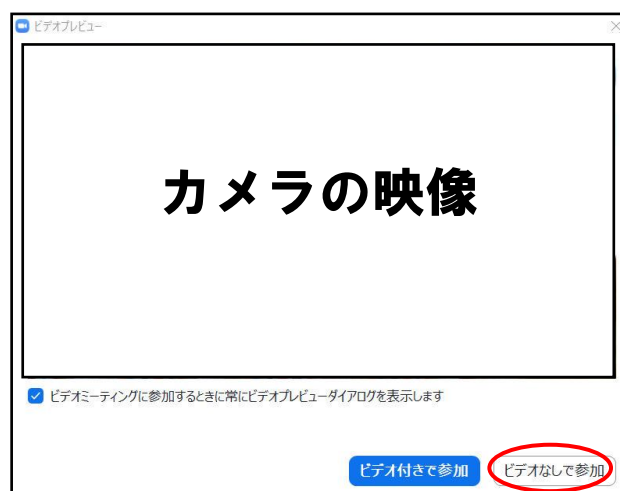 ビデオプレビュー
カメラの映像
ビデオミーティングに参加するときに常にビデオプレビューダイアログを表示します
ビデオ付きで参加 ビデオなしで参加